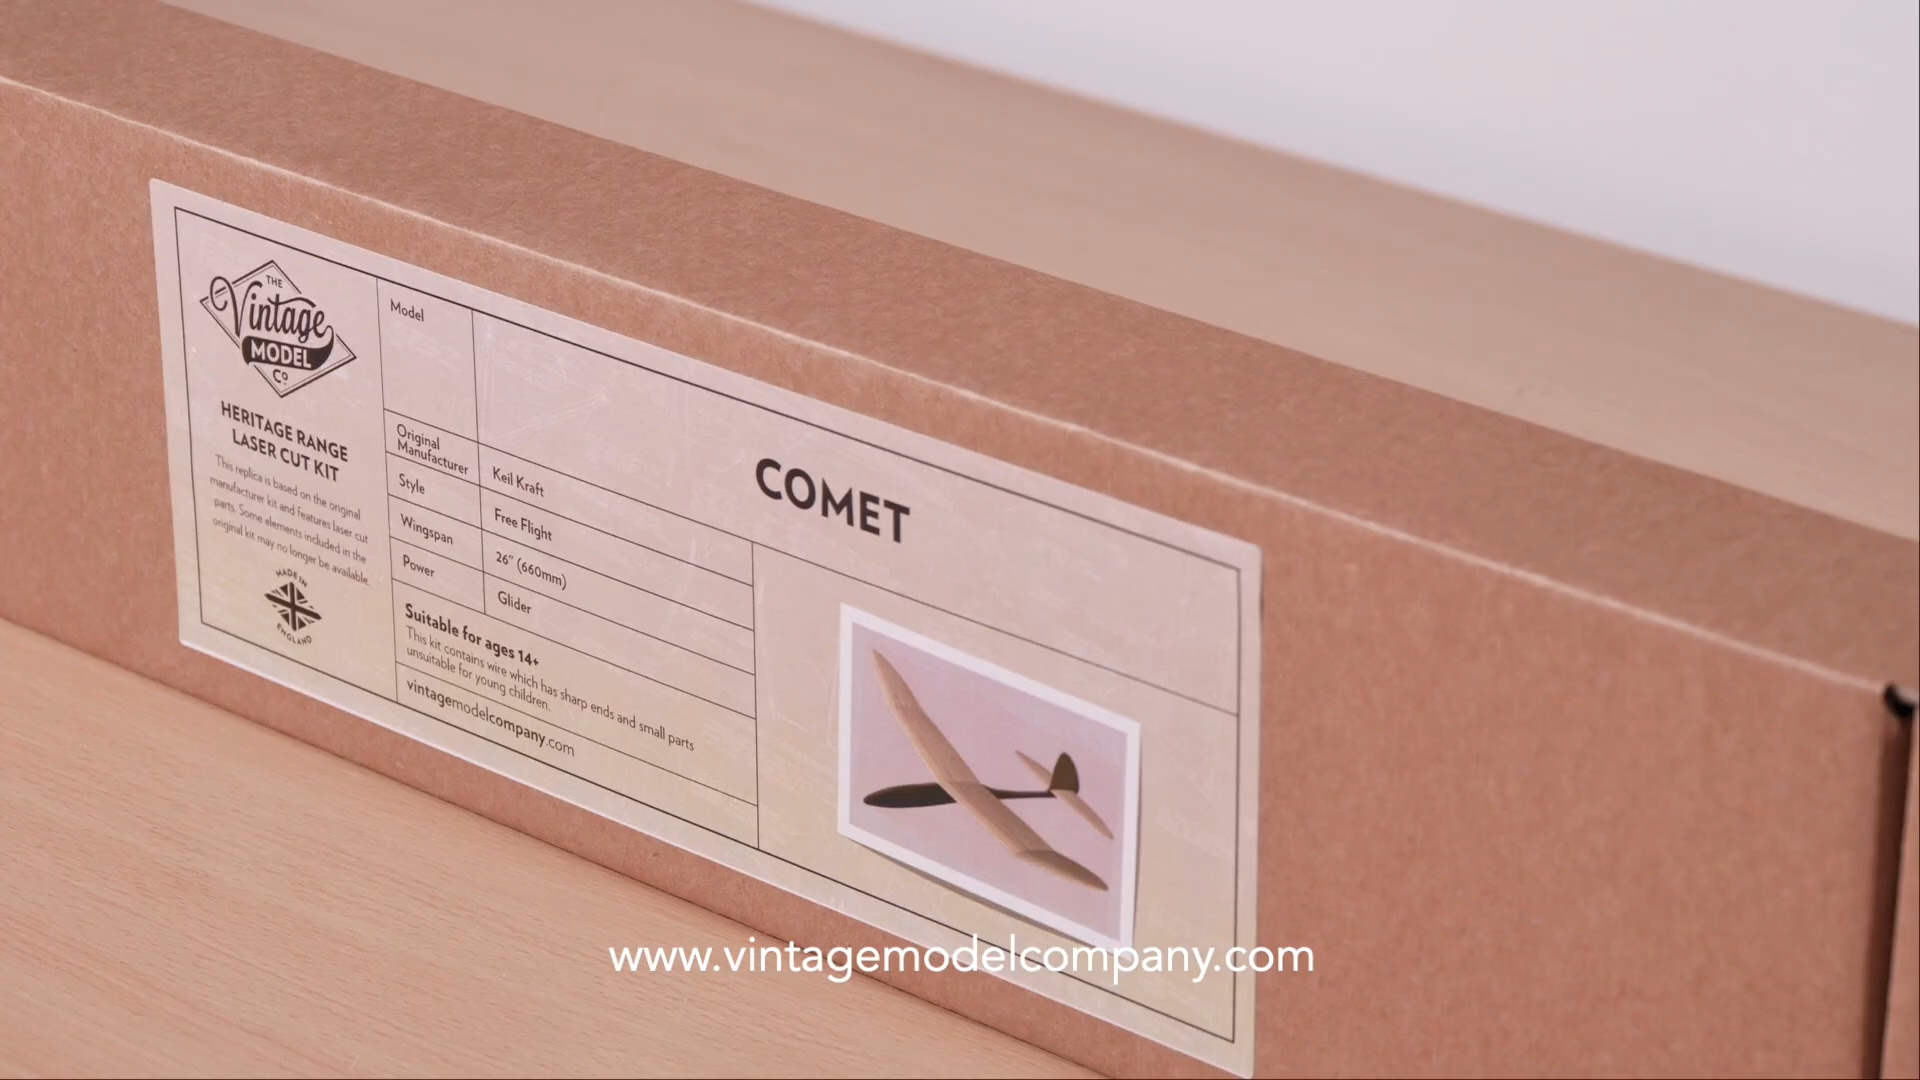 THE
Vintage
MODEL
Co
HERITAGE RANGE
LASER CUT KIT
This replica is based on the original
manufacturer kit and features laser cut
parts. Some elements included in the
original kit may no longer be available.
MADE IN
ENGLAND
Model
COMET
Original
Manufacturer
Keil Kraft
Style
Free Flight
Wingspan
26" (660mm)
Power
Glider
Suitable for ages 14+
This kit contains wire which has sharp ends and small parts
unsuitable for young children.
vintagemodelcompany.com
www.vintagemodelcompany.com